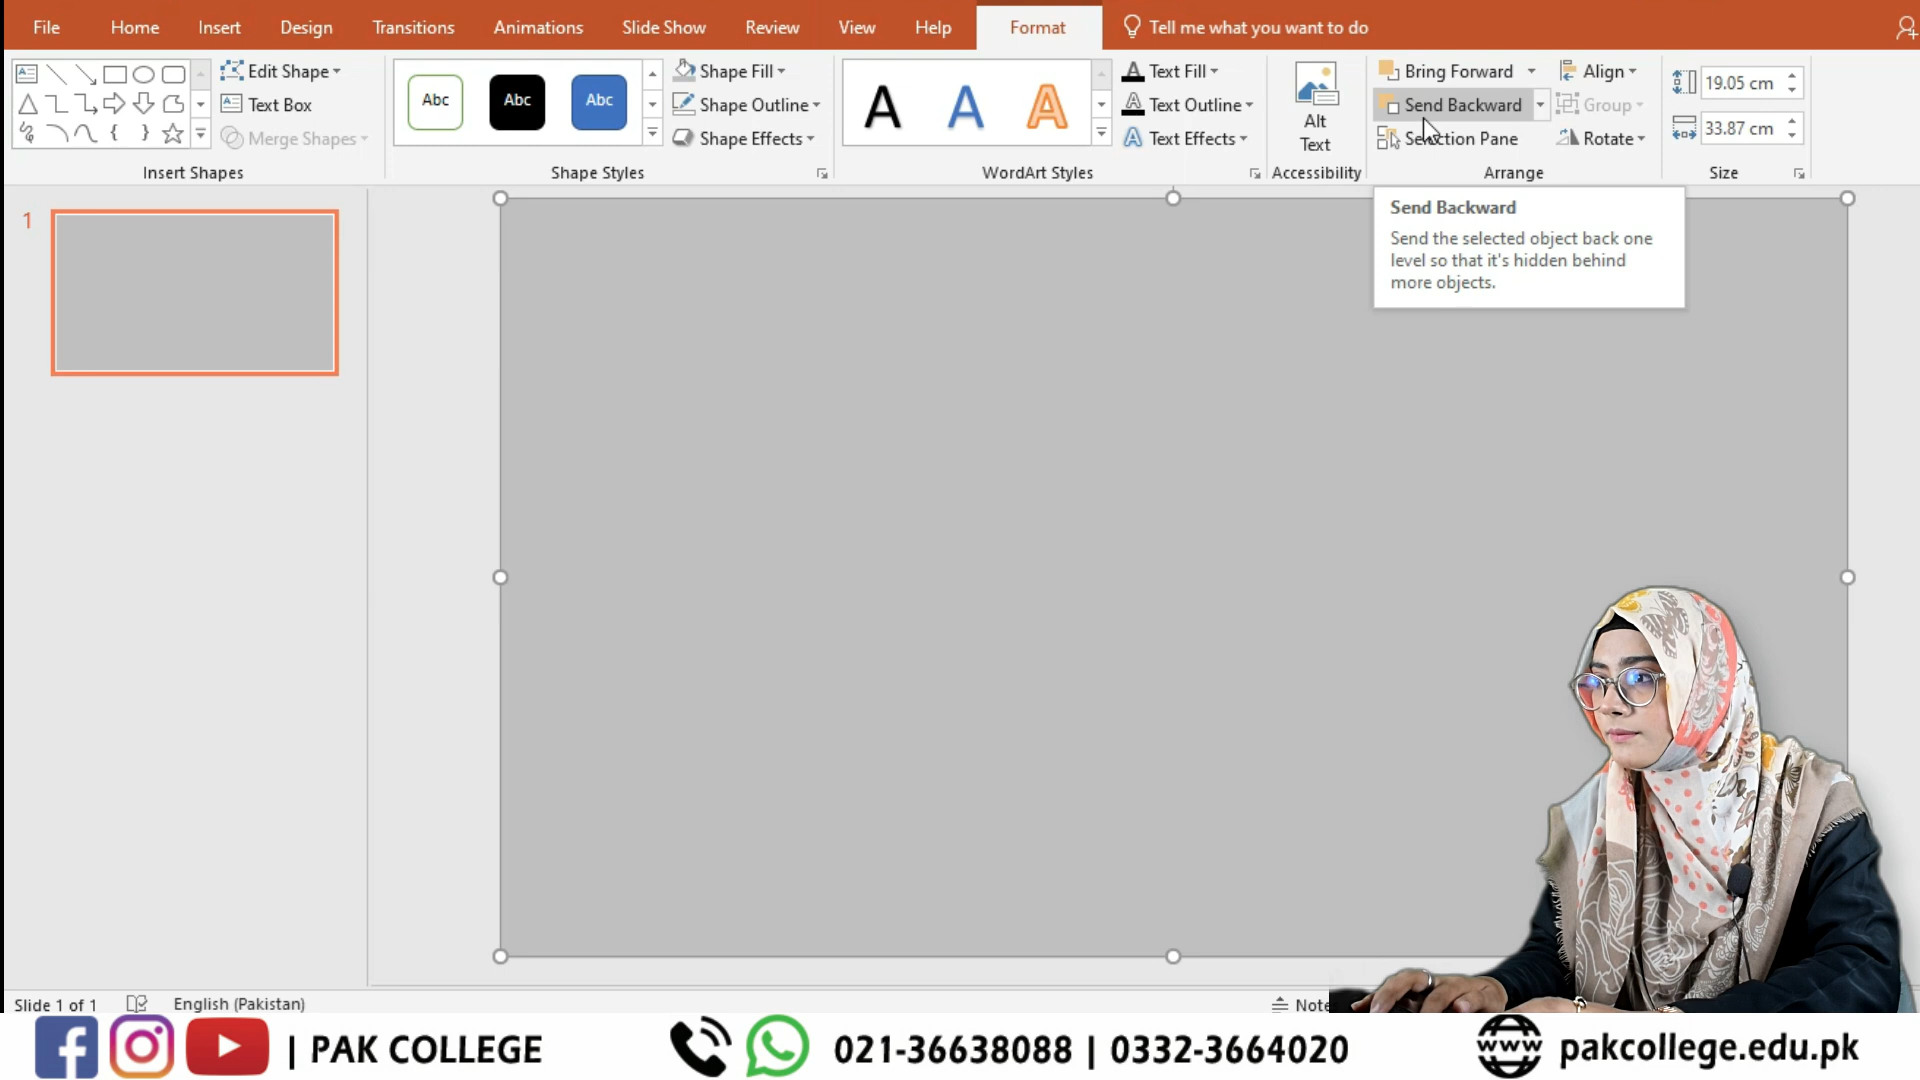 File Home Insert Design Transitions Animations Slide Show Review View Help Format Tell me what you want to do
Edit Shape
Text Box
Merge Shapes
Insert Shapes
Abc Abc Abc
Shape Fill
Shape Outline
Shape Effects
Shape Styles
A A A
Text Fill
Text Outline
Text Effects
WordArt Styles
Alt
Text
Accessibility
Bring Forward
Send Backward
Selection Pane
Align
Group
Rotate
Arrange
19.05 cm
33.87 cm
Size
Send Backward
Send the selected object back one
level so that it's hidden behind
more objects.
1
Slide 1 of 1 English (Pakistan)
| PAK COLLEGE 021-36638088 | 0332-3664020 www pakcollege.edu.pk